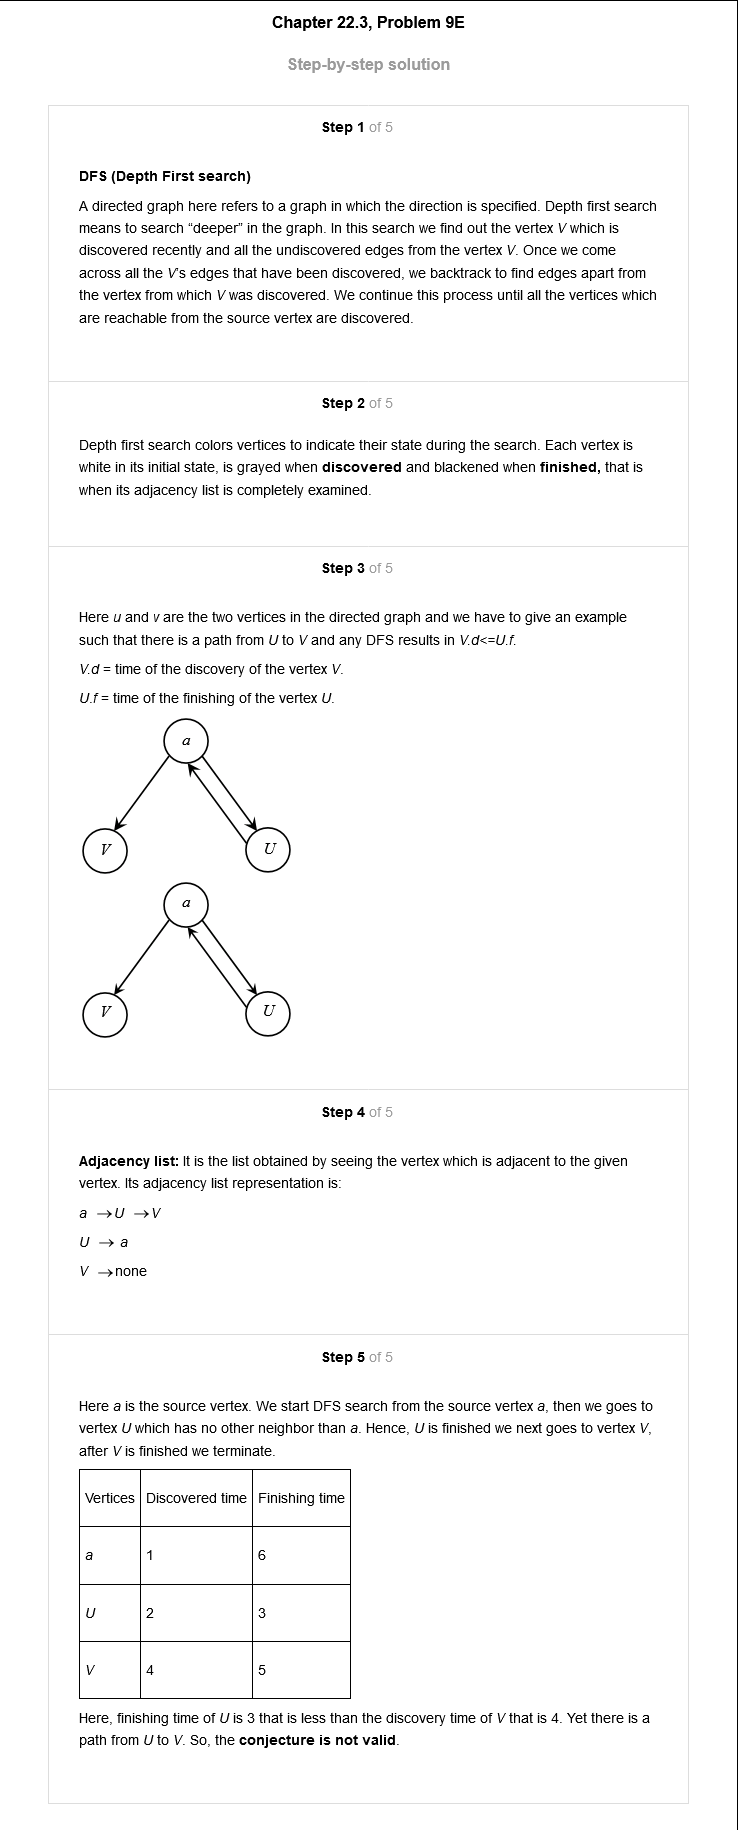 Chapter 22.3, Problem 9E
Step-by-step solution
Step 1 of 5
DFS (Depth First search)
A directed graph here refers to a graph in which the direction is specified. Depth first search
means to search “deeper” in the graph. In this search we find out the vertex V which is
discovered recently and all the undiscovered edges from the vertex V. Once we come
across all the V's edges that have been discovered, we backtrack to find edges apart from
the vertex from which V was discovered. We continue this process until all the vertices which
are reachable from the source vertex are discovered.
Step 2 of 5
Depth first search colors vertices to indicate their state during the search. Each vertex is
white in its initial state, is grayed when discovered and blackened when finished, that is
when its adjacency list is completely examined.
Step 3 of 5
Here u and v are the two vertices in the directed graph and we have to give an example
such that there is a path from U to V and any DFS results in V.d<=U.f.
V.d = time of the discovery of the vertex V.
U.f = time of the finishing of the vertex U.
a
V U
a
V U
Step 4 of 5
Adjacency list: It is the list obtained by seeing the vertex which is adjacent to the given
vertex. Its adjacency list representation is:
a →U →V
U → a
V →none
Step 5 of 5
Here a is the source vertex. We start DFS search from the source vertex a, then we goes to
vertex U which has no other neighbor than a. Hence, U is finished we next goes to vertex V,
after V is finished we terminate.
Vertices Discovered time Finishing time
a 1 6
U 2 3
V 4 5
Here, finishing time of U is 3 that is less than the discovery time of V that is 4. Yet there is a
path from U to V. So, the conjecture is not valid.